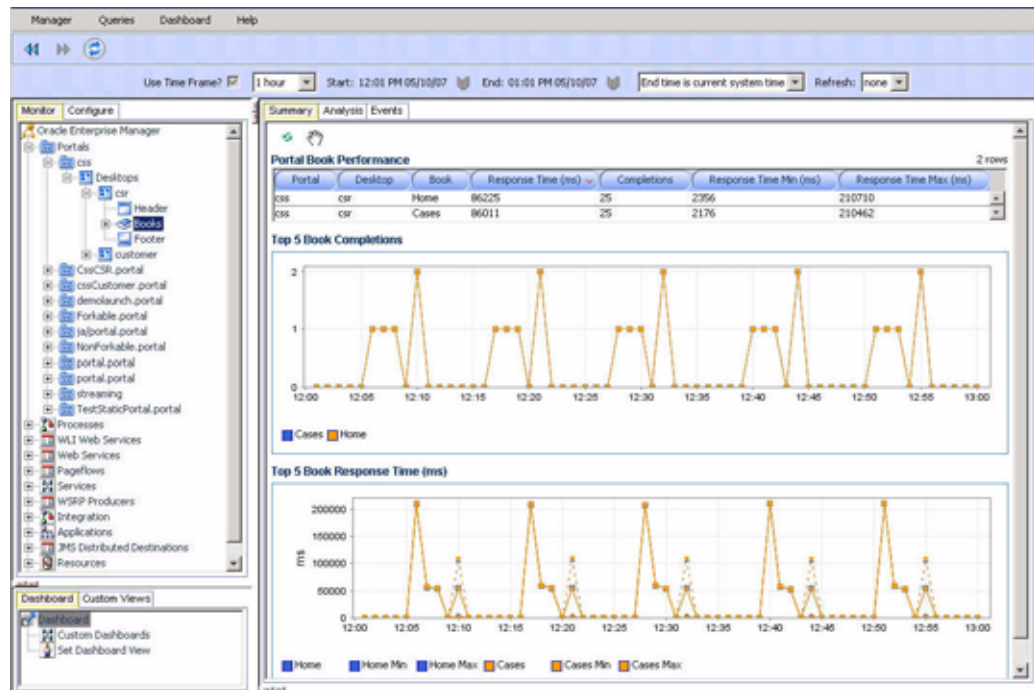 Manager Queries Dashboard Help
Use Time Frame? 1 hour Start: 12:01 PM 05/10/07 End: 01:01 PM 05/10/07 End time is current system time Refresh: none
Monitor Configure
Oracle Enterprise Manager
Portals
css
Desktops
csr
Header
Books
Footer
customer
CssCSR.portal
cssCustomer.portal
demolaunch.portal
Forkable.portal
ja/portal.portal
NonForkable.portal
portal.portal
portal.portal
streaming
TestStaticPortal.portal
Processes
WLI Web Services
Web Services
Pageflows
Services
WSRP Producers
Integration
Applications
JMS Distributed Destinations
Resources
Dashboard Custom Views
Dashboard
Custom Dashboards
Set Dashboard View
Summary Analysis Events
Portal Book Performance 2 rows
Portal Desktop Book Response Time (ms) Completions Response Time Min (ms) Response Time Max (ms)
css csr Home 86225 25 2356 210710
css csr Cases 86011 25 2176 210462
Top 5 Book Completions
2
1
0
12:00 12:05 12:10 12:15 12:20 12:25 12:30 12:35 12:40 12:45 12:50 12:55 13:00
Cases Home
Top 5 Book Response Time (ms)
200000
150000
100000
50000
0
ms
12:00 12:05 12:10 12:15 12:20 12:25 12:30 12:35 12:40 12:45 12:50 12:55 13:00
Home Home Min Home Max Cases Cases Min Cases Max